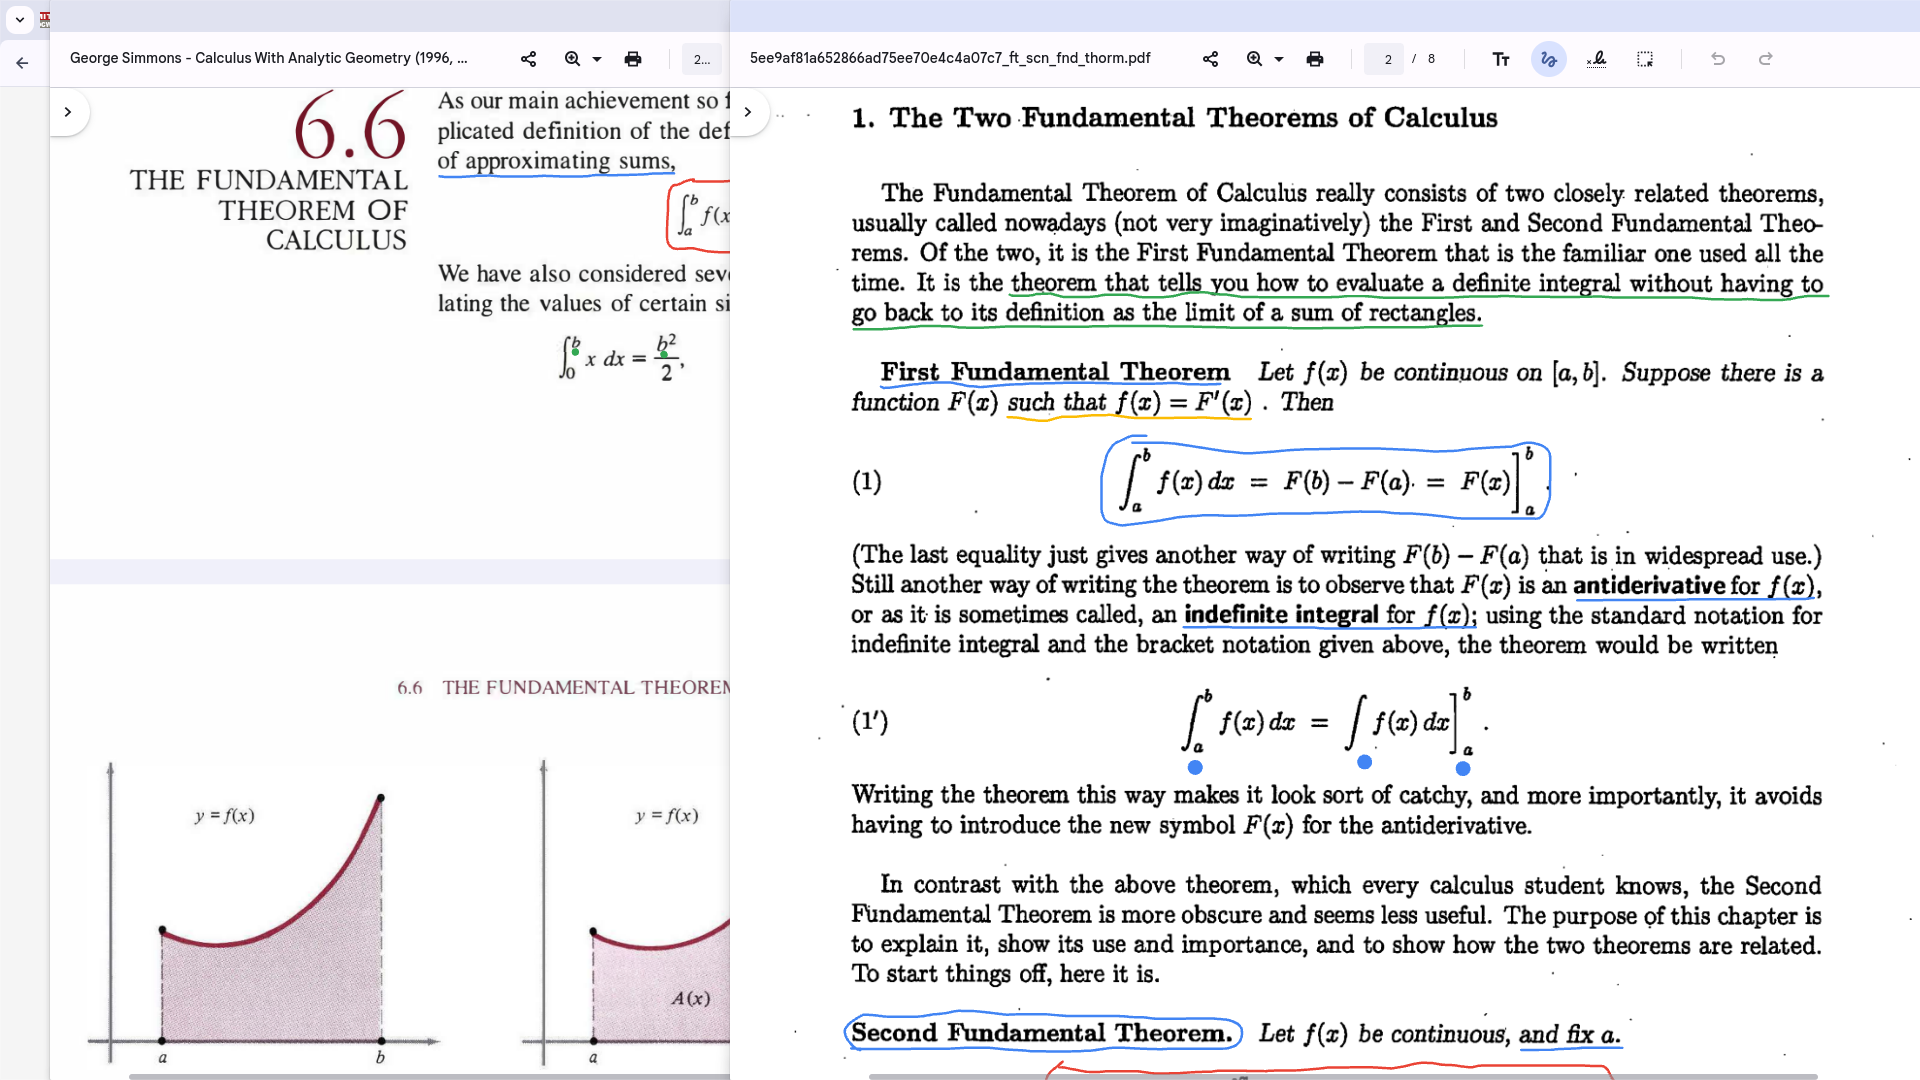 George Simmons - Calculus With Analytic Geometry (1996, ...
2...
6.6
THE FUNDAMENTAL
THEOREM OF
CALCULUS
As our main achievement so f
plicated definition of the def
of approximating sums,
∫_a^b f(x
We have also considered seve
lating the values of certain si
∫_0^b x dx = b²/2 ,
6.6 THE FUNDAMENTAL THEOREM
y = f(x)
a
b
y = f(x)
A(x)
a
5ee9af81a652866ad75ee70e4c4a07c7_ft_scn_fnd_thorm.pdf
2 / 8
1. The Two Fundamental Theorems of Calculus
The Fundamental Theorem of Calculus really consists of two closely related theorems,
usually called nowadays (not very imaginatively) the First and Second Fundamental Theo-
rems. Of the two, it is the First Fundamental Theorem that is the familiar one used all the
time. It is the theorem that tells you how to evaluate a definite integral without having to
go back to its definition as the limit of a sum of rectangles.
First Fundamental Theorem Let f(x) be continuous on [a, b]. Suppose there is a
function F(x) such that f(x) = F′(x) . Then
(1) ∫_a^b f(x) dx = F(b) − F(a) = F(x)]_a^b .
(The last equality just gives another way of writing F(b) − F(a) that is in widespread use.)
Still another way of writing the theorem is to observe that F(x) is an antiderivative for f(x),
or as it is sometimes called, an indefinite integral for f(x); using the standard notation for
indefinite integral and the bracket notation given above, the theorem would be written
(1′) ∫_a^b f(x) dx = ∫ f(x) dx]_a^b .
Writing the theorem this way makes it look sort of catchy, and more importantly, it avoids
having to introduce the new symbol F(x) for the antiderivative.
In contrast with the above theorem, which every calculus student knows, the Second
Fundamental Theorem is more obscure and seems less useful. The purpose of this chapter is
to explain it, show its use and importance, and to show how the two theorems are related.
To start things off, here it is.
Second Fundamental Theorem. Let f(x) be continuous, and fix a.